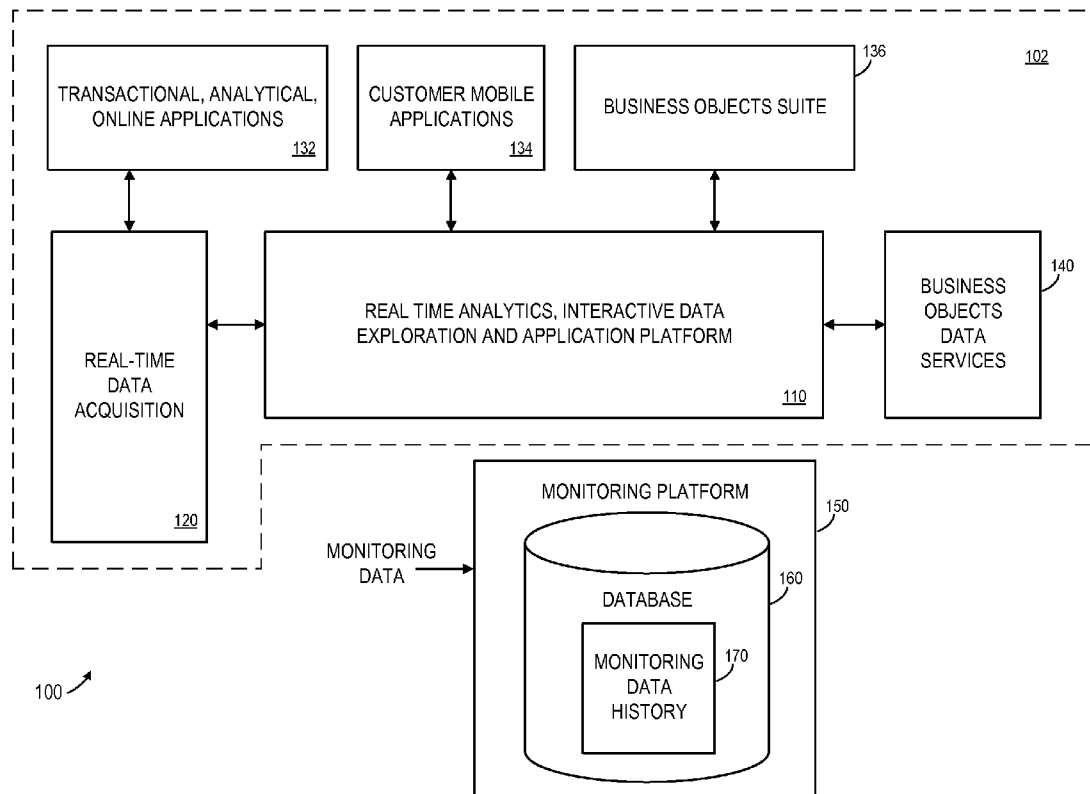 102
TRANSACTIONAL, ANALYTICAL,
ONLINE APPLICATIONS
132
CUSTOMER MOBILE
APPLICATIONS
134
BUSINESS OBJECTS SUITE
136
REAL-TIME
DATA
ACQUISITION
120
REAL TIME ANALYTICS, INTERACTIVE DATA
EXPLORATION AND APPLICATION PLATFORM
110
BUSINESS
OBJECTS
DATA
SERVICES
140
MONITORING PLATFORM
150
MONITORING
DATA
DATABASE
160
MONITORING
DATA
HISTORY
170
100